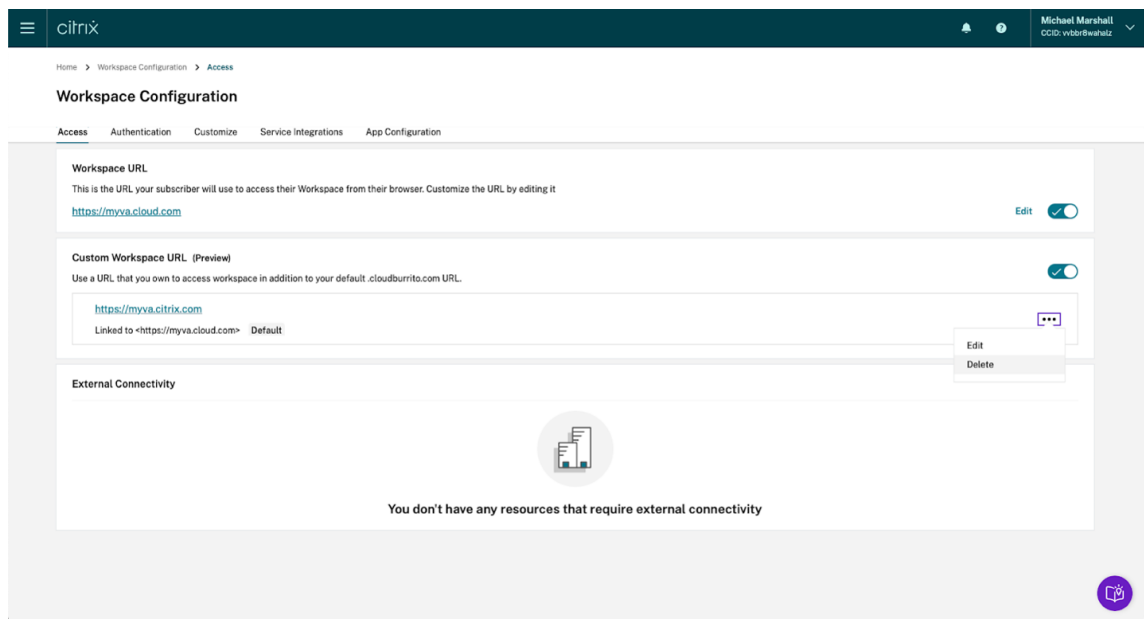 citrix
Michael Marshall
CCID: vvbbr8wahalz
Home > Workspace Configuration > Access
Workspace Configuration
Access Authentication Customize Service Integrations App Configuration
Workspace URL
This is the URL your subscriber will use to access their Workspace from their browser. Customize the URL by editing it
https://myva.cloud.com Edit
Custom Workspace URL (Preview)
Use a URL that you own to access workspace in addition to your default .cloudburrito.com URL.
https://myva.citrix.com
Linked to <https://myva.cloud.com> Default
Edit
Delete
External Connectivity
You don't have any resources that require external connectivity